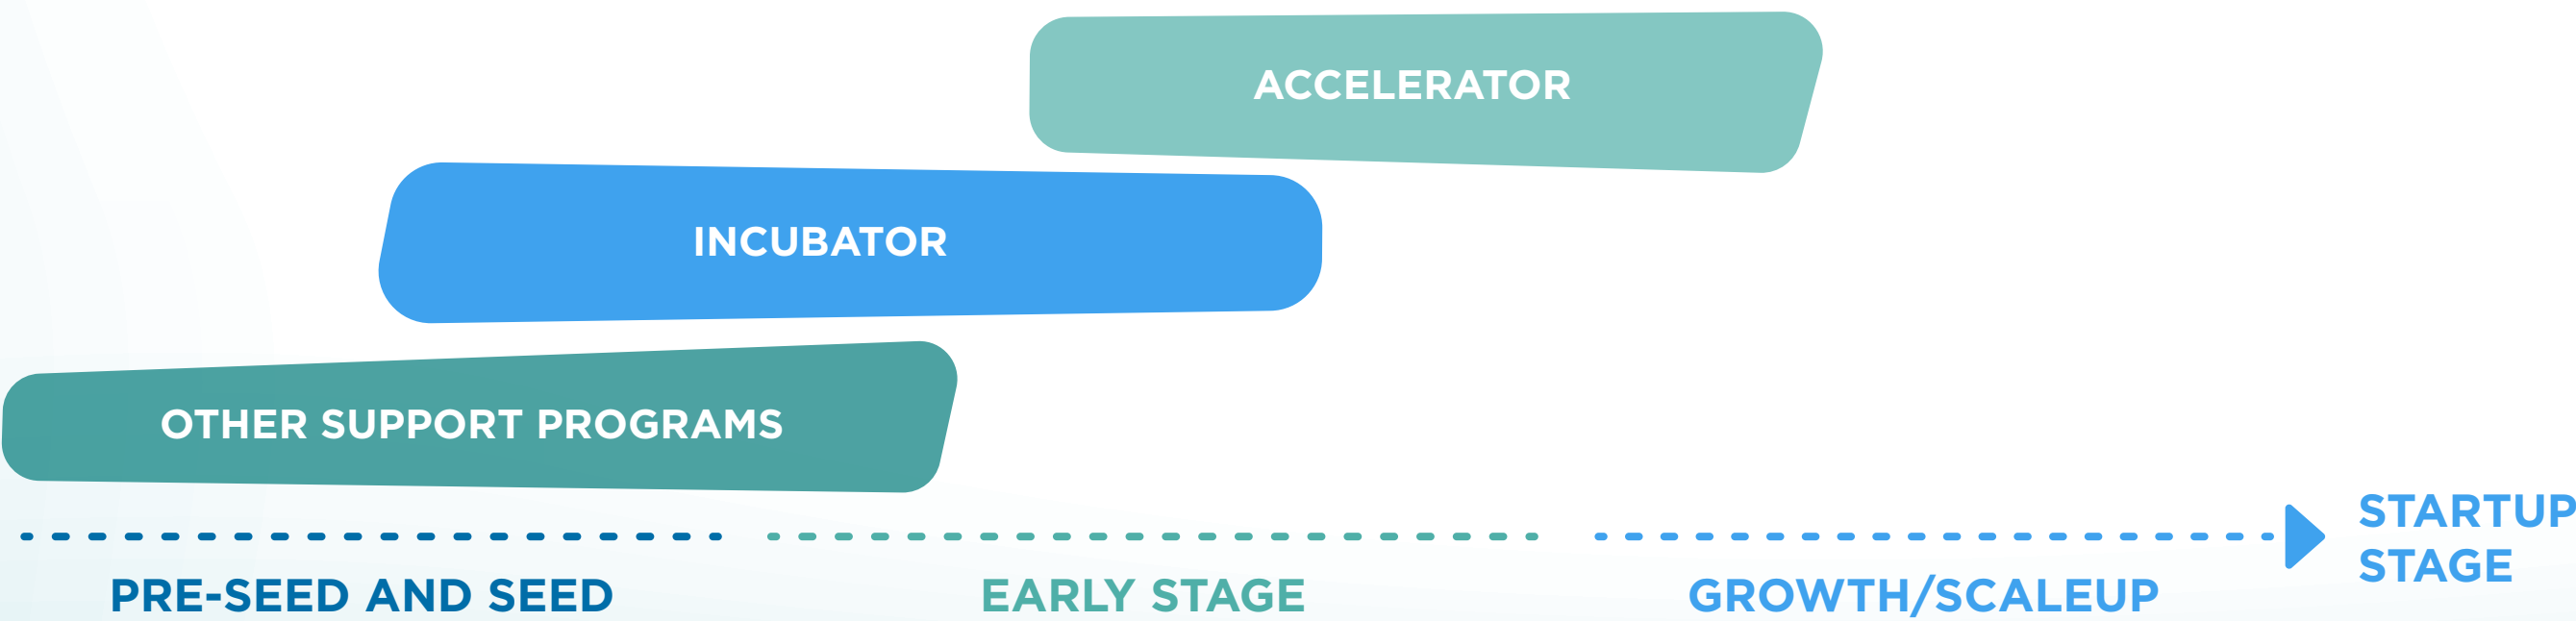 ACCELERATOR
INCUBATOR
OTHER SUPPORT PROGRAMS
PRE-SEED AND SEED
EARLY STAGE
GROWTH/SCALEUP
STARTUP
STAGE